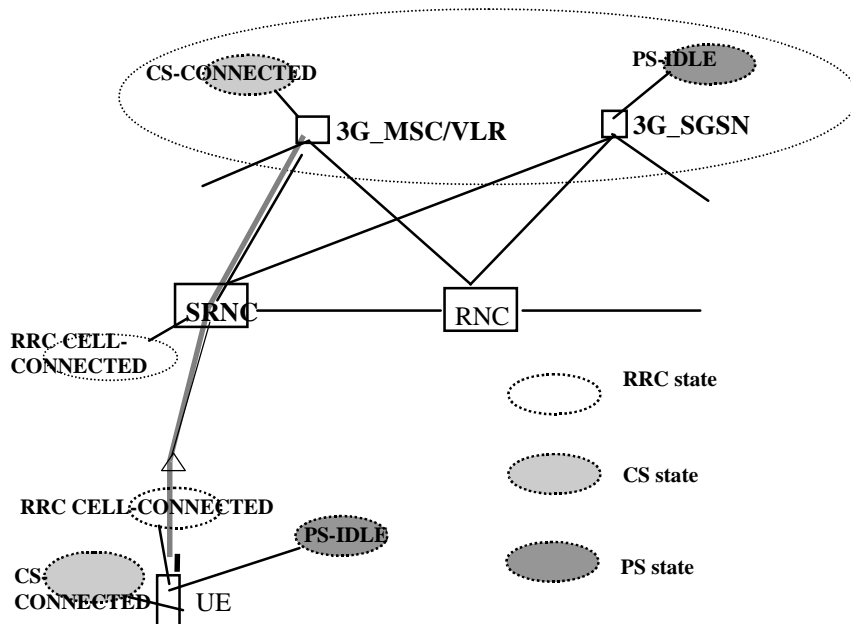 CS-CONNECTED
PS-IDLE
3G_MSC/VLR
3G_SGSN
SRNC
RNC
RRC CELL-
CONNECTED
RRC state
CS state
RRC CELL-CONNECTED
PS-IDLE
PS state
CS-
CONNECTED
UE